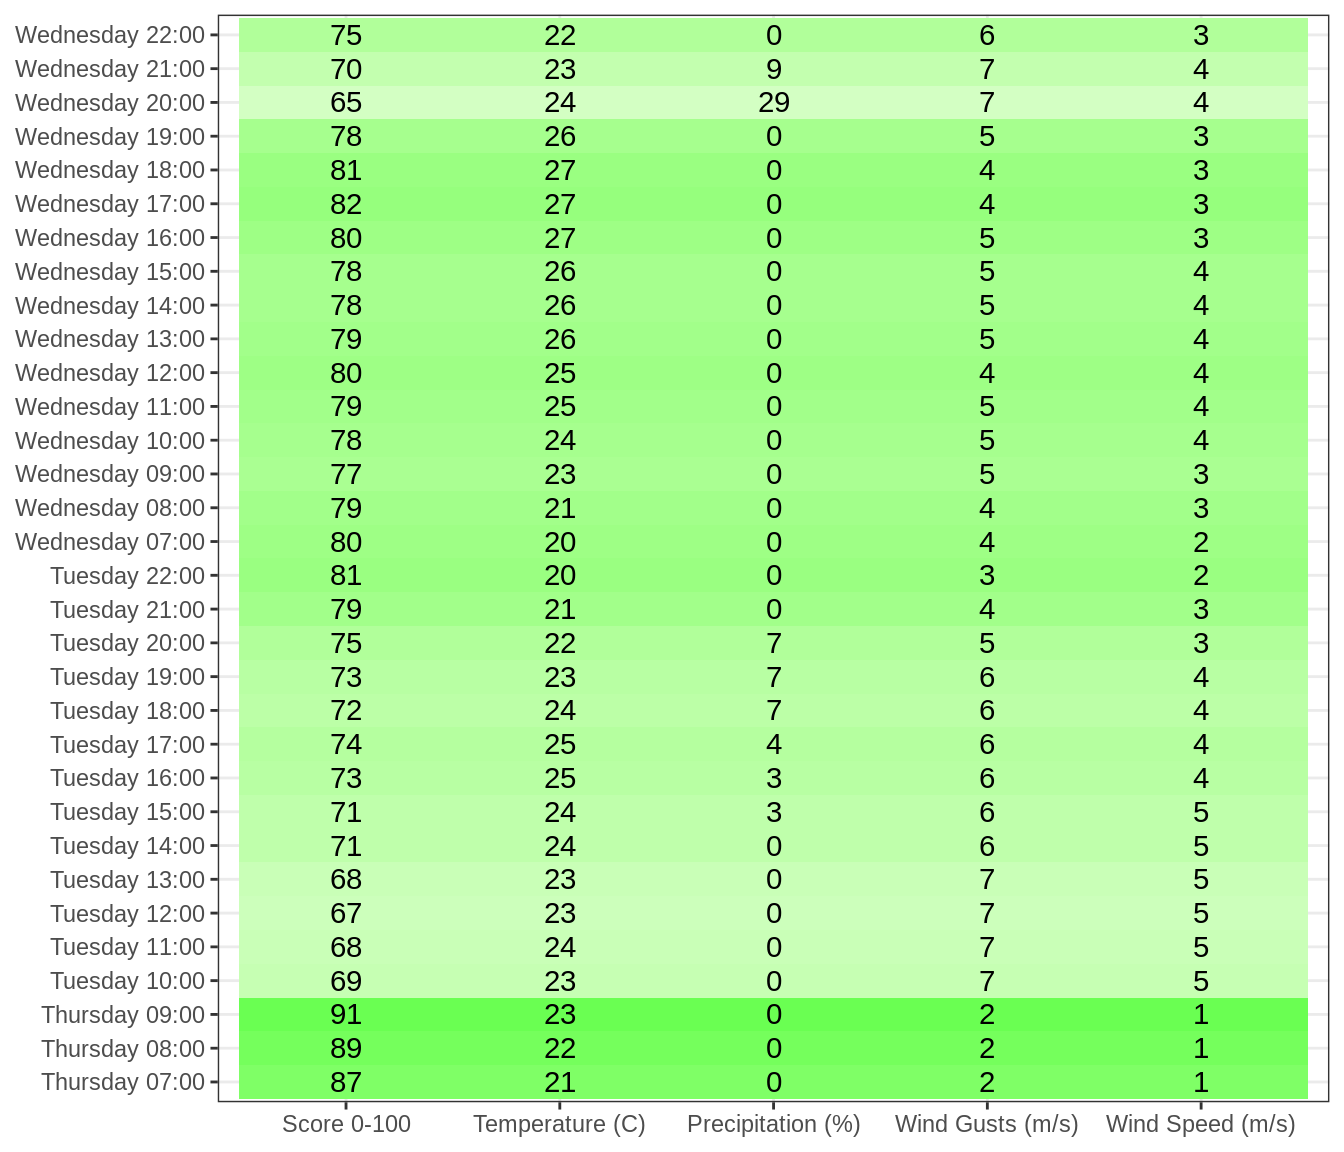 Wednesday 22:00 75 22 0 6 3
Wednesday 21:00 70 23 9 7 4
Wednesday 20:00 65 24 29 7 4
Wednesday 19:00 78 26 0 5 3
Wednesday 18:00 81 27 0 4 3
Wednesday 17:00 82 27 0 4 3
Wednesday 16:00 80 27 0 5 3
Wednesday 15:00 78 26 0 5 4
Wednesday 14:00 78 26 0 5 4
Wednesday 13:00 79 26 0 5 4
Wednesday 12:00 80 25 0 4 4
Wednesday 11:00 79 25 0 5 4
Wednesday 10:00 78 24 0 5 4
Wednesday 09:00 77 23 0 5 3
Wednesday 08:00 79 21 0 4 3
Wednesday 07:00 80 20 0 4 2
Tuesday 22:00 81 20 0 3 2
Tuesday 21:00 79 21 0 4 3
Tuesday 20:00 75 22 7 5 3
Tuesday 19:00 73 23 7 6 4
Tuesday 18:00 72 24 7 6 4
Tuesday 17:00 74 25 4 6 4
Tuesday 16:00 73 25 3 6 4
Tuesday 15:00 71 24 3 6 5
Tuesday 14:00 71 24 0 6 5
Tuesday 13:00 68 23 0 7 5
Tuesday 12:00 67 23 0 7 5
Tuesday 11:00 68 24 0 7 5
Tuesday 10:00 69 23 0 7 5
Thursday 09:00 91 23 0 2 1
Thursday 08:00 89 22 0 2 1
Thursday 07:00 87 21 0 2 1
Score 0-100 Temperature (C) Precipitation (%) Wind Gusts (m/s) Wind Speed (m/s)